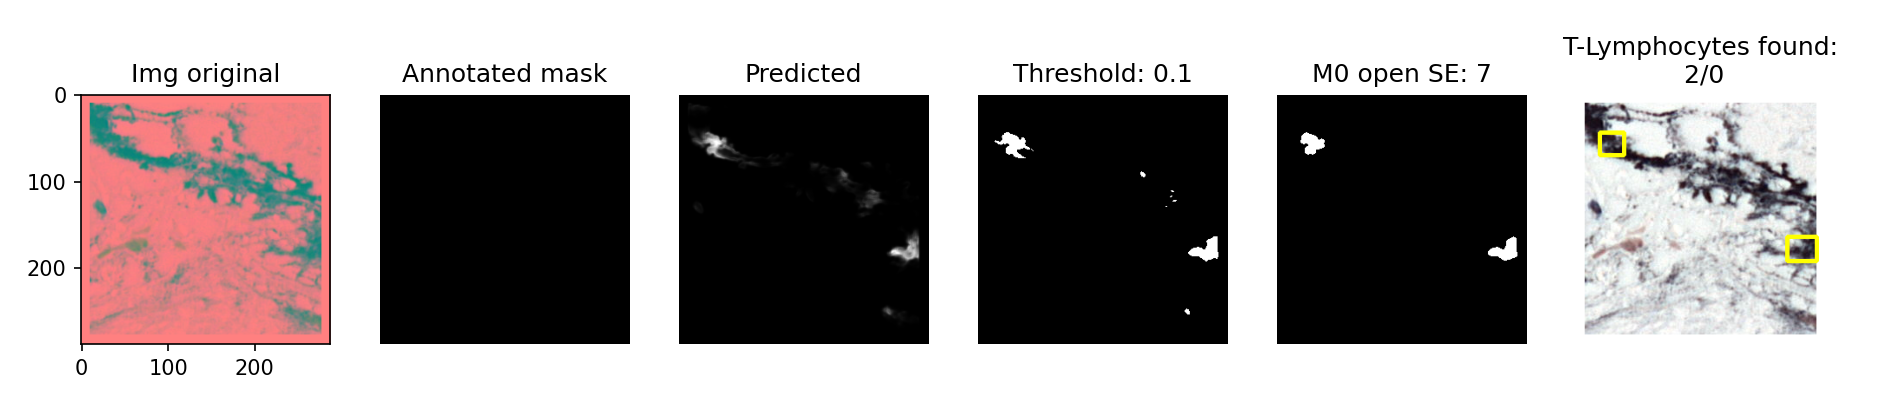 T-Lymphocytes found:
2/0
Img original
Annotated mask
Predicted
Threshold: 0.1
M0 open SE: 7
0
100
200
0
100
200